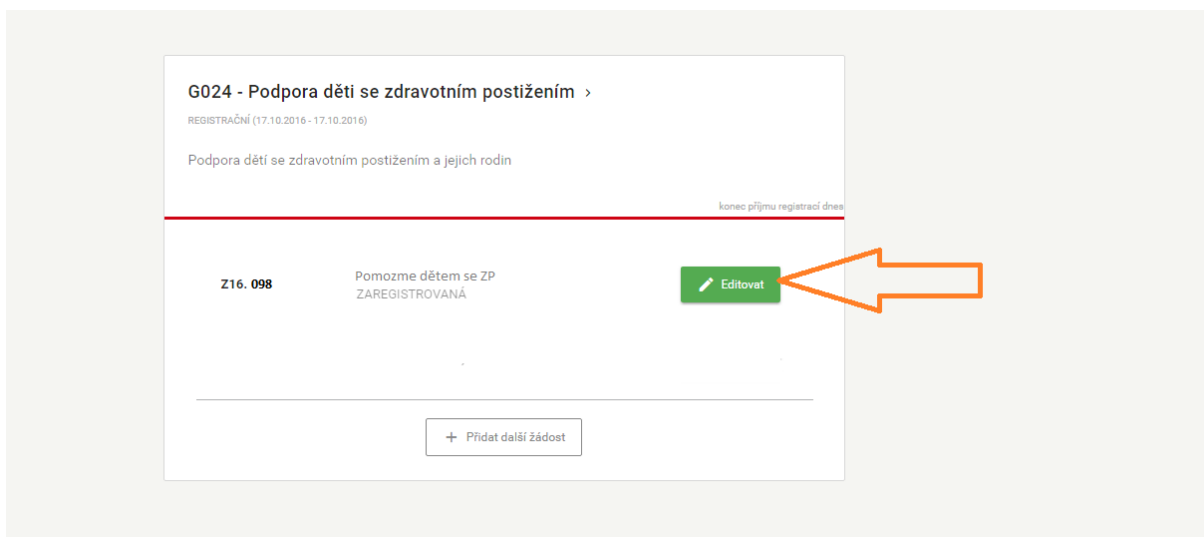 G024 - Podpora děti se zdravotním postižením >
REGISTRAČNÍ (17.10.2016 - 17.10.2016)
Podpora dětí se zdravotním postižením a jejich rodin
konec příjmu registrací dnes
Z16. 098
Pomozme dětem se ZP
Editovat
ZAREGISTROVANÁ
+ Přidat další žádost